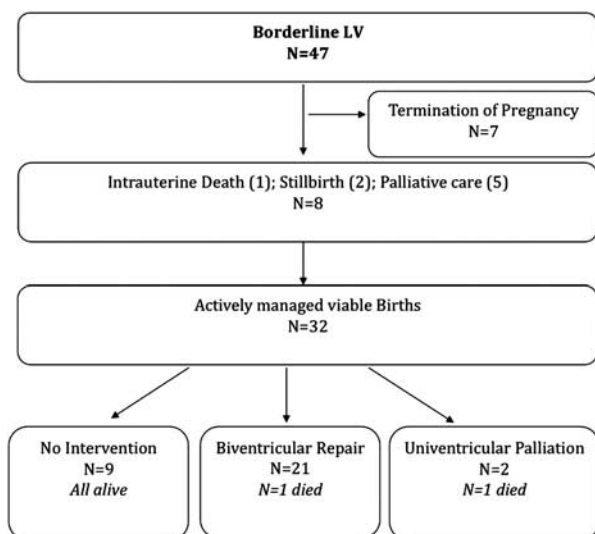 Borderline LV
N=47
Termination of Pregnancy
N=7
Intrauterine Death (1); Stillbirth (2); Palliative care (5)
N=8
Actively managed viable Births
N=32
No Intervention
N=9
All alive
Biventricular Repair
N=21
N=1 died
Univentricular Palliation
N=2
N=1 died